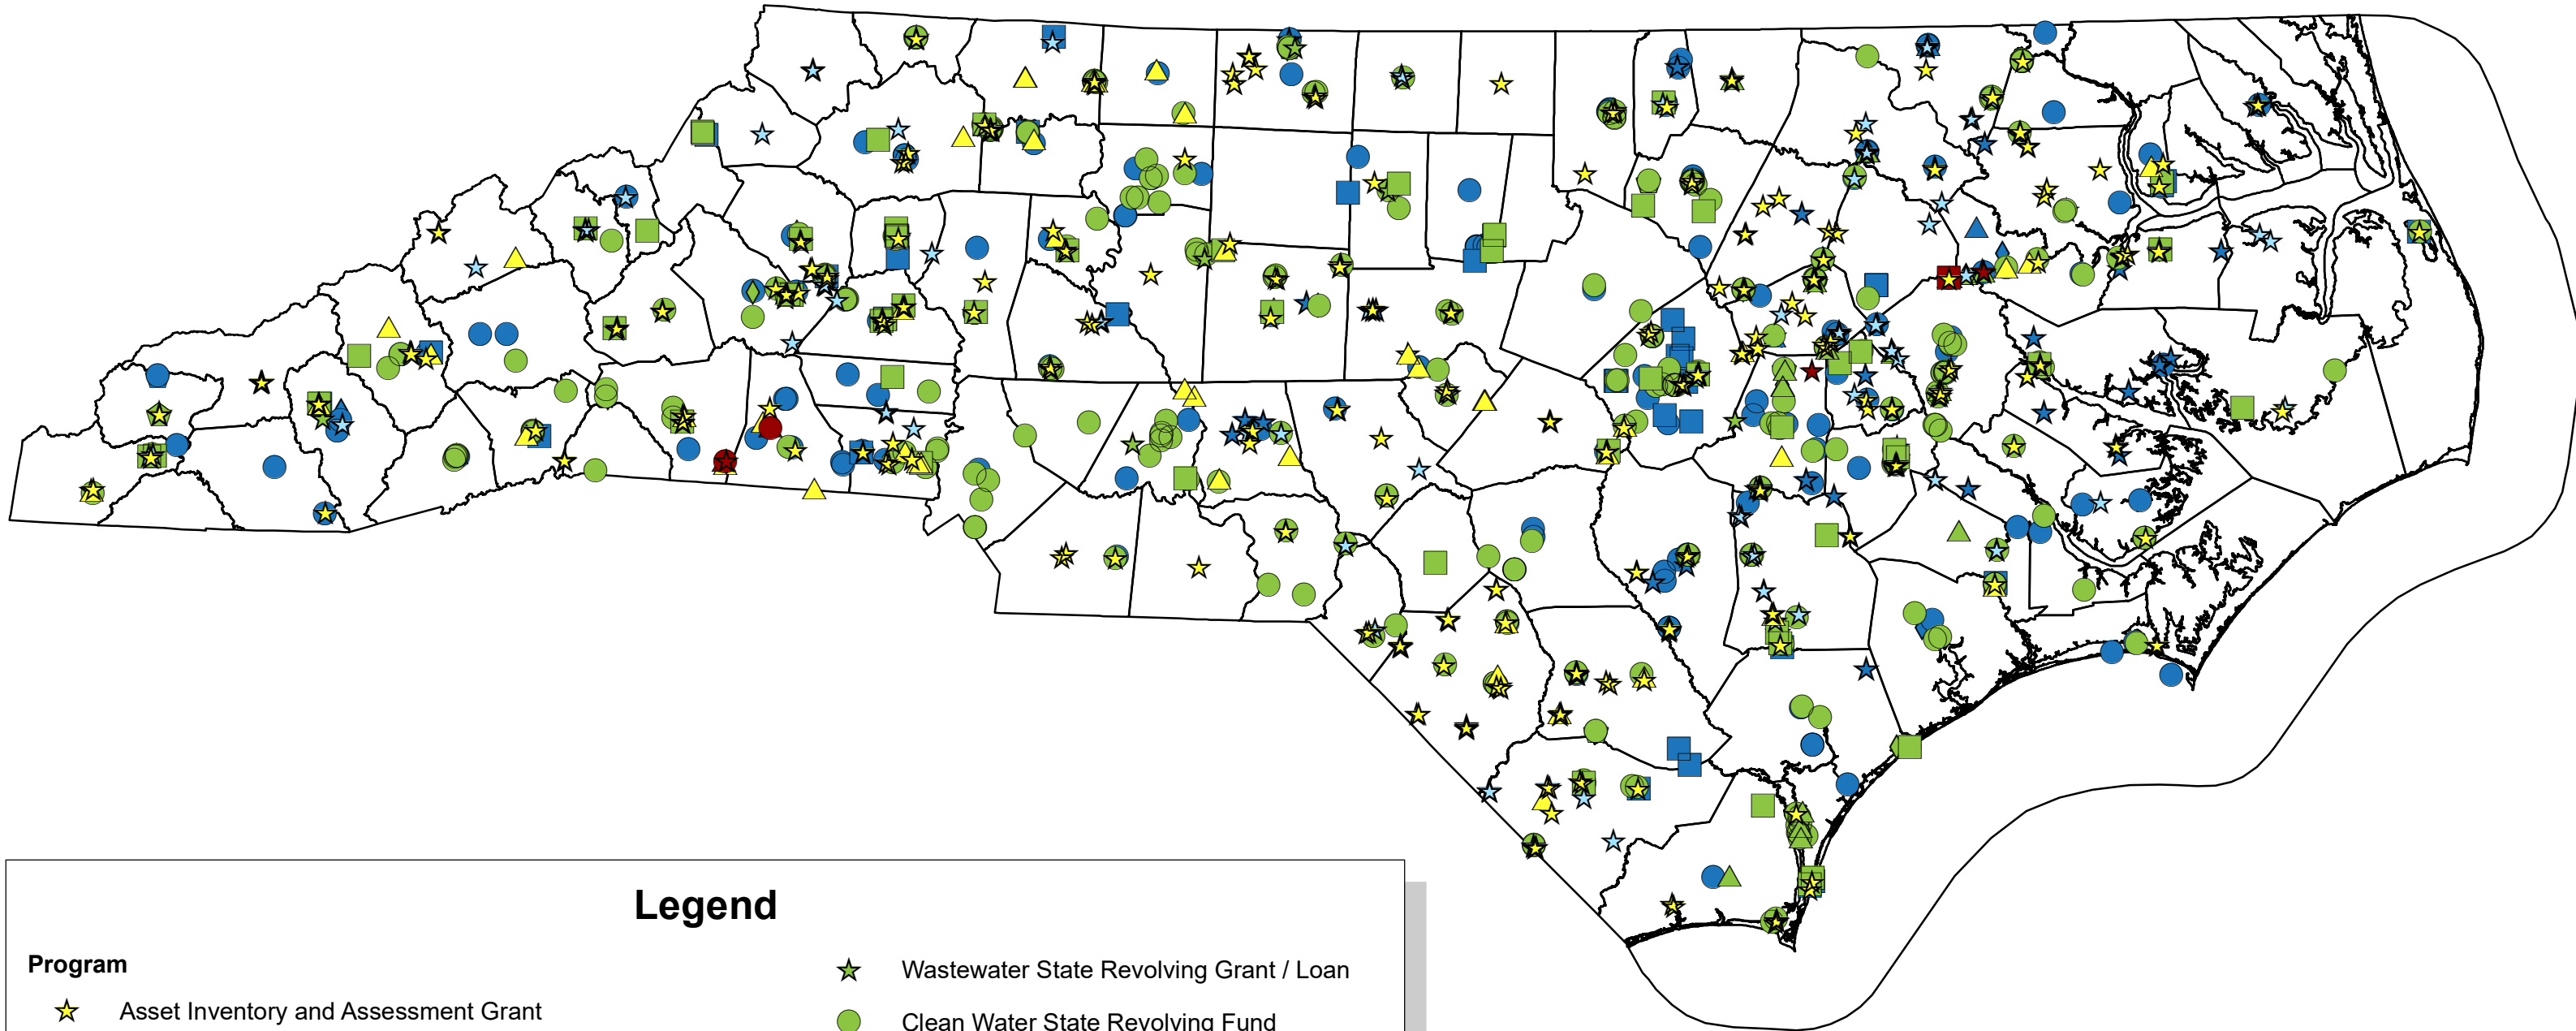 Legend
Program
Asset Inventory and Assessment Grant
Wastewater State Revolving Grant / Loan
Clean Water State Revolving Fund